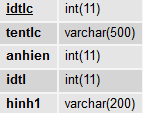 idtlc int(11)
tentlc varchar(500)
anhien int(11)
idtl int(11)
hinh1 varchar(200)